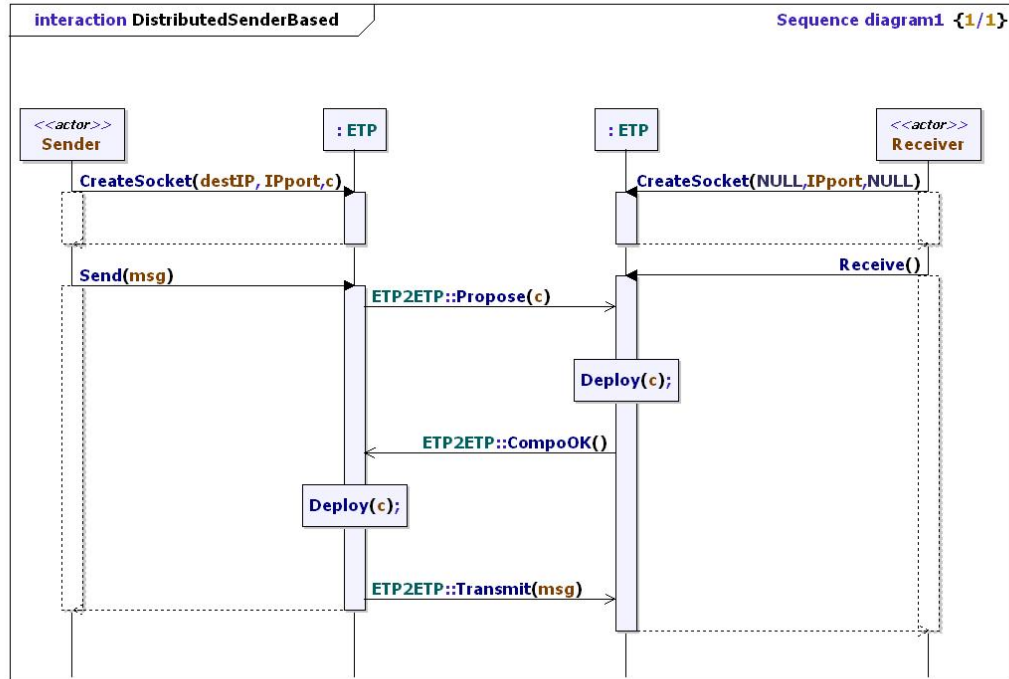 interaction DistributedSenderBased
Sequence diagram1 {1/1}
<<actor>>
Sender
: ETP
: ETP
<<actor>>
Receiver
CreateSocket(destIP, IPport,c)
CreateSocket(NULL,IPport,NULL)
Send(msg)
Receive()
ETP2ETP::Propose(c)
Deploy(c);
ETP2ETP::CompoOK()
Deploy(c);
ETP2ETP::Transmit(msg)